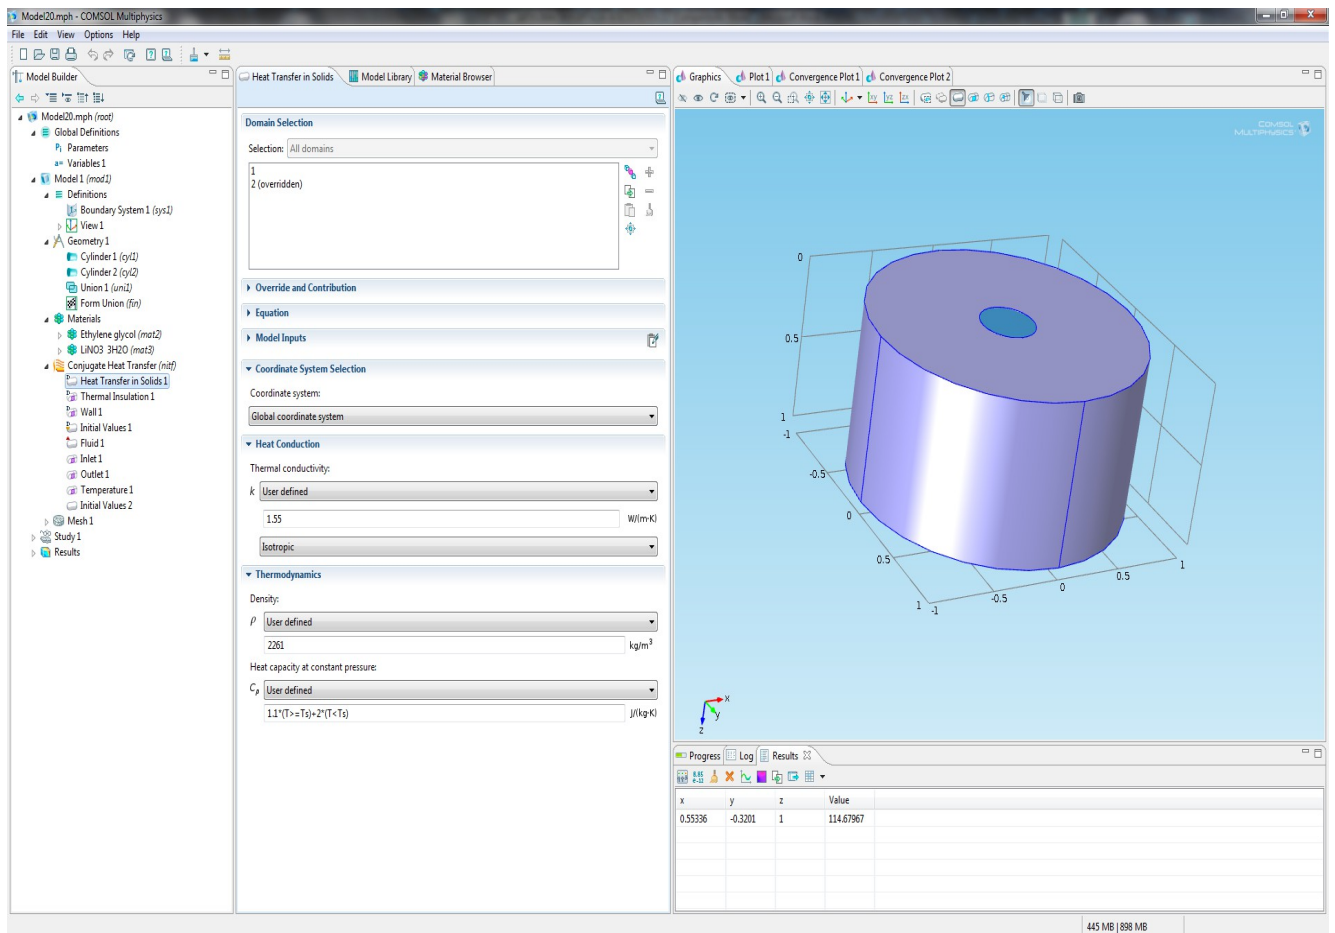 Model20.mph - COMSOL Multiphysics
File Edit View Options Help
Model Builder
Model20.mph (root)
Global Definitions
Pi Parameters
a= Variables 1
Model 1 (mod1)
Definitions
Boundary System 1 (sys1)
View 1
Geometry 1
Cylinder 1 (cyl1)
Cylinder 2 (cyl2)
Union 1 (uni1)
Form Union (fin)
Materials
Ethylene glycol (mat2)
LiNO3 3H2O (mat3)
Conjugate Heat Transfer (nitf)
Heat Transfer in Solids 1
Thermal Insulation 1
Wall 1
Initial Values 1
Fluid 1
Inlet 1
Outlet 1
Temperature 1
Initial Values 2
Mesh 1
Study 1
Results
Heat Transfer in Solids Model Library Material Browser
Domain Selection
Selection: All domains
1
2 (overridden)
Override and Contribution
Equation
Model Inputs
Coordinate System Selection
Coordinate system:
Global coordinate system
Heat Conduction
Thermal conductivity:
k User defined
1.55 W/(m·K)
Isotropic
Thermodynamics
Density:
ρ User defined
2261 kg/m³
Heat capacity at constant pressure:
Cp User defined
1.1*(T>=Ts)+2*(T<Ts) J/(kg·K)
Graphics Plot 1 Convergence Plot 1 Convergence Plot 2
COMSOL
MULTIPHYSICS
0
0.5
1
-1
-0.5
0
0.5
1
-1
-0.5
0
0.5
1
x
y
z
Progress Log Results
x y z Value
0.55336 -0.3201 1 114.67967
445 MB | 898 MB